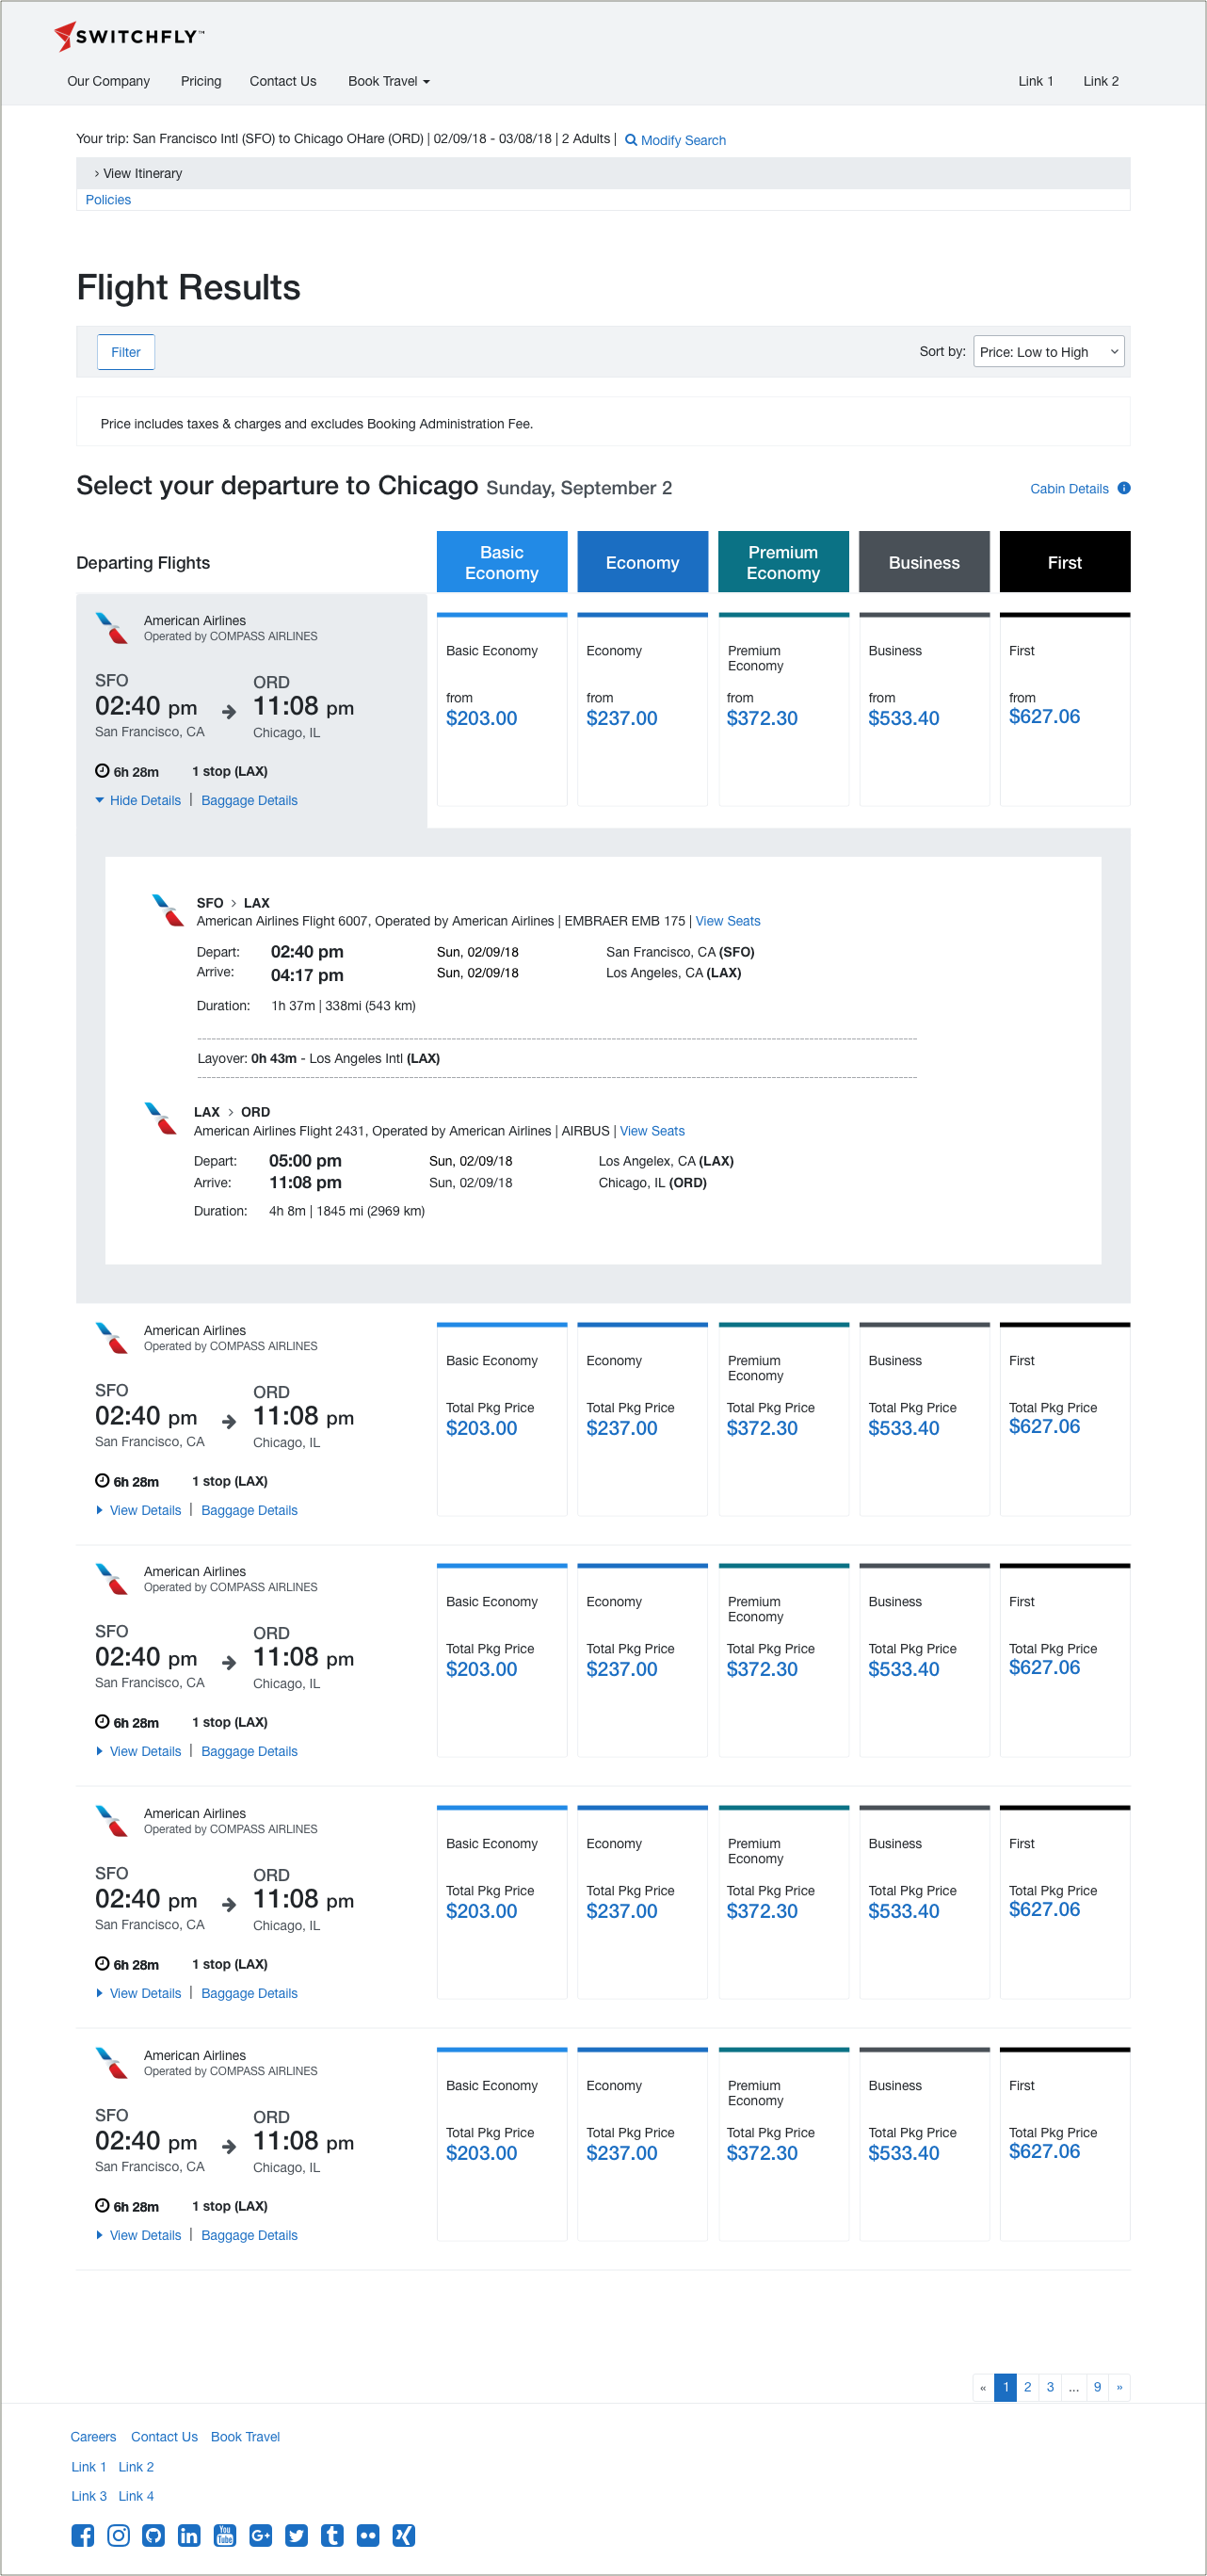 SWITCHFLY™
Our Company Pricing Contact Us Book Travel Link 1 Link 2
Your trip: San Francisco Intl (SFO) to Chicago OHare (ORD) | 02/09/18 - 03/08/18 | 2 Adults | Modify Search
› View Itinerary
Policies
Flight Results
Filter Sort by: Price: Low to High
Price includes taxes & charges and excludes Booking Administration Fee.
Select your departure to Chicago Sunday, September 2 Cabin Details
Departing Flights Basic Economy Economy Premium Economy Business First
American Airlines
Operated by COMPASS AIRLINES
SFO ORD
02:40 pm 11:08 pm
San Francisco, CA Chicago, IL
6h 28m 1 stop (LAX)
Hide Details | Baggage Details
Basic Economy Economy Premium Economy Business First
from from from from from
$203.00 $237.00 $372.30 $533.40 $627.06
SFO › LAX
American Airlines Flight 6007, Operated by American Airlines | EMBRAER EMB 175 | View Seats
Depart: 02:40 pm Sun, 02/09/18 San Francisco, CA (SFO)
Arrive: 04:17 pm Sun, 02/09/18 Los Angeles, CA (LAX)
Duration: 1h 37m | 338mi (543 km)
Layover: 0h 43m - Los Angeles Intl (LAX)
LAX › ORD
American Airlines Flight 2431, Operated by American Airlines | AIRBUS | View Seats
Depart: 05:00 pm Sun, 02/09/18 Los Angelex, CA (LAX)
Arrive: 11:08 pm Sun, 02/09/18 Chicago, IL (ORD)
Duration: 4h 8m | 1845 mi (2969 km)
American Airlines
Operated by COMPASS AIRLINES
SFO ORD
02:40 pm 11:08 pm
San Francisco, CA Chicago, IL
6h 28m 1 stop (LAX)
View Details | Baggage Details
Basic Economy Economy Premium Economy Business First
Total Pkg Price Total Pkg Price Total Pkg Price Total Pkg Price Total Pkg Price
$203.00 $237.00 $372.30 $533.40 $627.06
American Airlines
Operated by COMPASS AIRLINES
SFO ORD
02:40 pm 11:08 pm
San Francisco, CA Chicago, IL
6h 28m 1 stop (LAX)
View Details | Baggage Details
Basic Economy Economy Premium Economy Business First
Total Pkg Price Total Pkg Price Total Pkg Price Total Pkg Price Total Pkg Price
$203.00 $237.00 $372.30 $533.40 $627.06
American Airlines
Operated by COMPASS AIRLINES
SFO ORD
02:40 pm 11:08 pm
San Francisco, CA Chicago, IL
6h 28m 1 stop (LAX)
View Details | Baggage Details
Basic Economy Economy Premium Economy Business First
Total Pkg Price Total Pkg Price Total Pkg Price Total Pkg Price Total Pkg Price
$203.00 $237.00 $372.30 $533.40 $627.06
American Airlines
Operated by COMPASS AIRLINES
SFO ORD
02:40 pm 11:08 pm
San Francisco, CA Chicago, IL
6h 28m 1 stop (LAX)
View Details | Baggage Details
Basic Economy Economy Premium Economy Business First
Total Pkg Price Total Pkg Price Total Pkg Price Total Pkg Price Total Pkg Price
$203.00 $237.00 $372.30 $533.40 $627.06
« 1 2 3 ... 9 »
Careers Contact Us Book Travel
Link 1 Link 2
Link 3 Link 4
You Tube